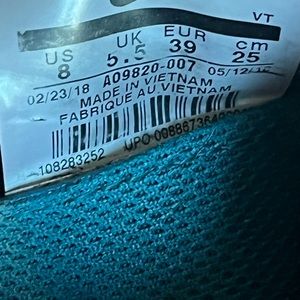 VT
US UK EUR cm
8 5.5 39 25
02/23/18 A09820-007 05/12/18
MADE IN VIETNAM
FABRIQUE AU VIETNAM
108283252 UPC